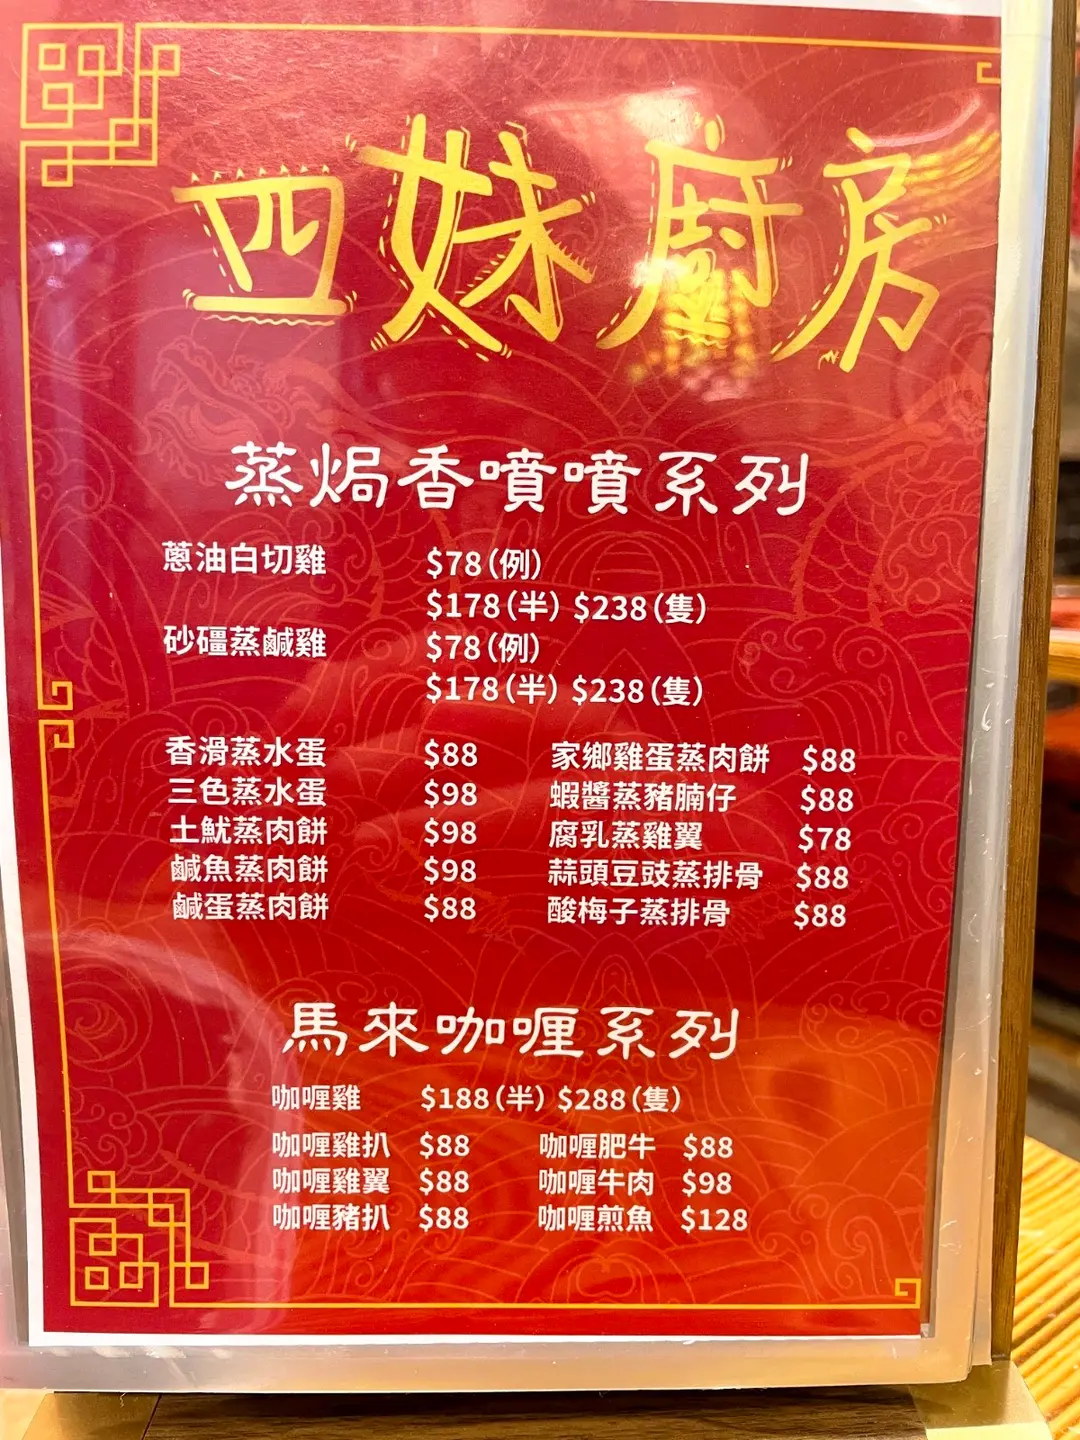 四妹廚房
蒸焗香噴噴系列
蔥油白切雞 $78(例)
$178(半) $238(隻)
砂礓蒸鹹雞 $78(例)
$178(半) $238(隻)
香滑蒸水蛋 $88 家鄉雞蛋蒸肉餅 $88
三色蒸水蛋 $98 蝦醬蒸豬腩仔 $88
土魷蒸肉餅 $98 腐乳蒸雞翼 $78
鹹魚蒸肉餅 $98 蒜頭豆豉蒸排骨 $88
鹹蛋蒸肉餅 $88 酸梅子蒸排骨 $88
馬來咖喱系列
咖喱雞 $188(半) $288(隻)
咖喱雞扒 $88 咖喱肥牛 $88
咖喱雞翼 $88 咖喱牛肉 $98
咖喱豬扒 $88 咖喱煎魚 $128